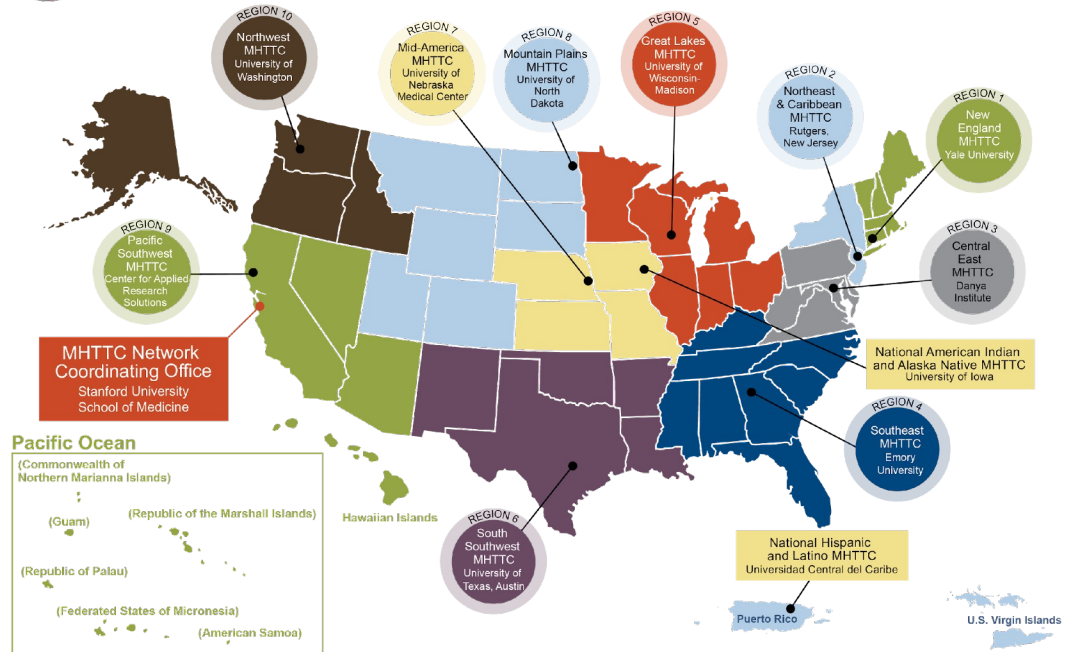 REGION 10
Northwest
MHTTC
University of
Washington
REGION 7
Mid-America
MHTTC
University of
Nebraska
Medical Center
REGION 8
Mountain Plains
MHTTC
University of
North
Dakota
REGION 5
Great Lakes
MHTTC
University of
Wisconsin-
Madison
REGION 2
Northeast
& Caribbean
MHTTC
Rutgers,
New Jersey
REGION 1
New
England
MHTTC
Yale University
REGION 9
Pacific
Southwest
MHTTC
Center for Applied
Research
Solutions
REGION 3
Central
East
MHTTC
Danya
Institute
MHTTC Network
Coordinating Office
Stanford University
School of Medicine
National American Indian
and Alaska Native MHTTC
University of Iowa
REGION 4
Southeast
MHTTC
Emory
University
Pacific Ocean
(Commonwealth of
Northern Marianna Islands)
(Guam)
(Republic of the Marshall Islands)
(Republic of Palau)
(Federated States of Micronesia)
(American Samoa)
Hawaiian Islands
REGION 6
South
Southwest
MHTTC
University of
Texas, Austin
National Hispanic
and Latino MHTTC
Universidad Central del Caribe
Puerto Rico
U.S. Virgin Islands